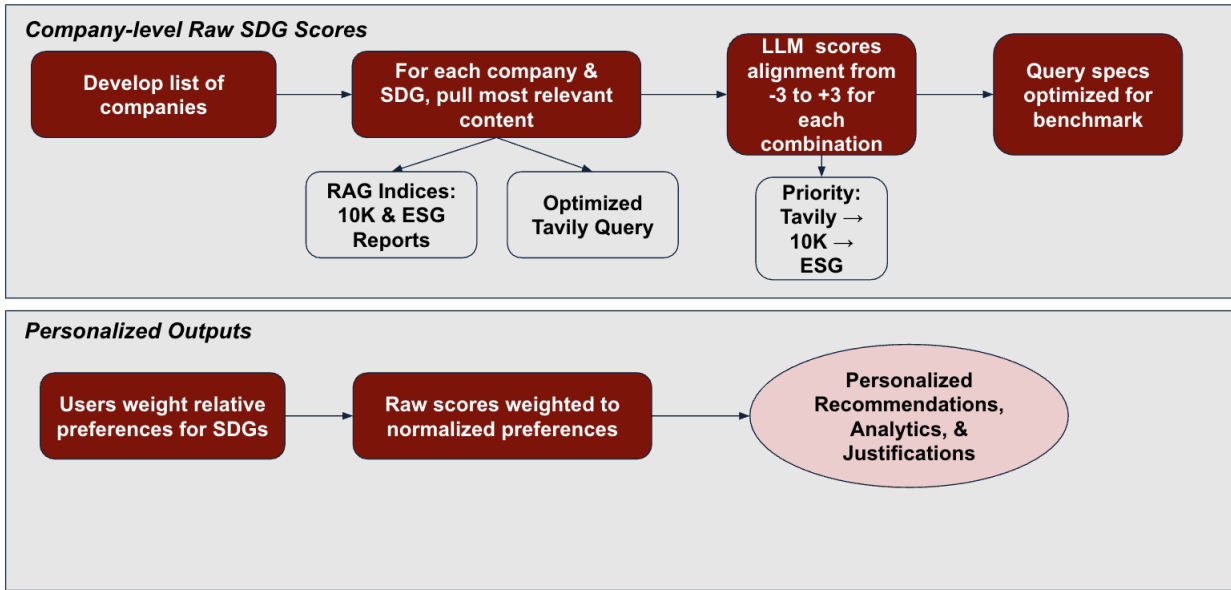 Company-level Raw SDG Scores
Develop list of
companies
For each company &
SDG, pull most relevant
content
LLM scores
alignment from
-3 to +3 for
each
combination
Query specs
optimized for
benchmark
RAG Indices:
10K & ESG
Reports
Optimized
Tavily Query
Priority:
Tavily →
10K →
ESG
Personalized Outputs
Users weight relative
preferences for SDGs
Raw scores weighted to
normalized preferences
Personalized
Recommendations,
Analytics, &
Justifications